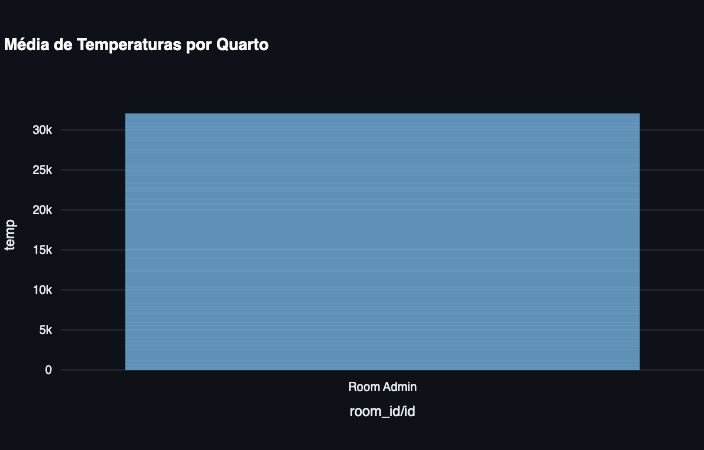 Média de Temperaturas por Quarto
30k
25k
20k
15k
10k
5k
0
temp
Room Admin
room_id/id